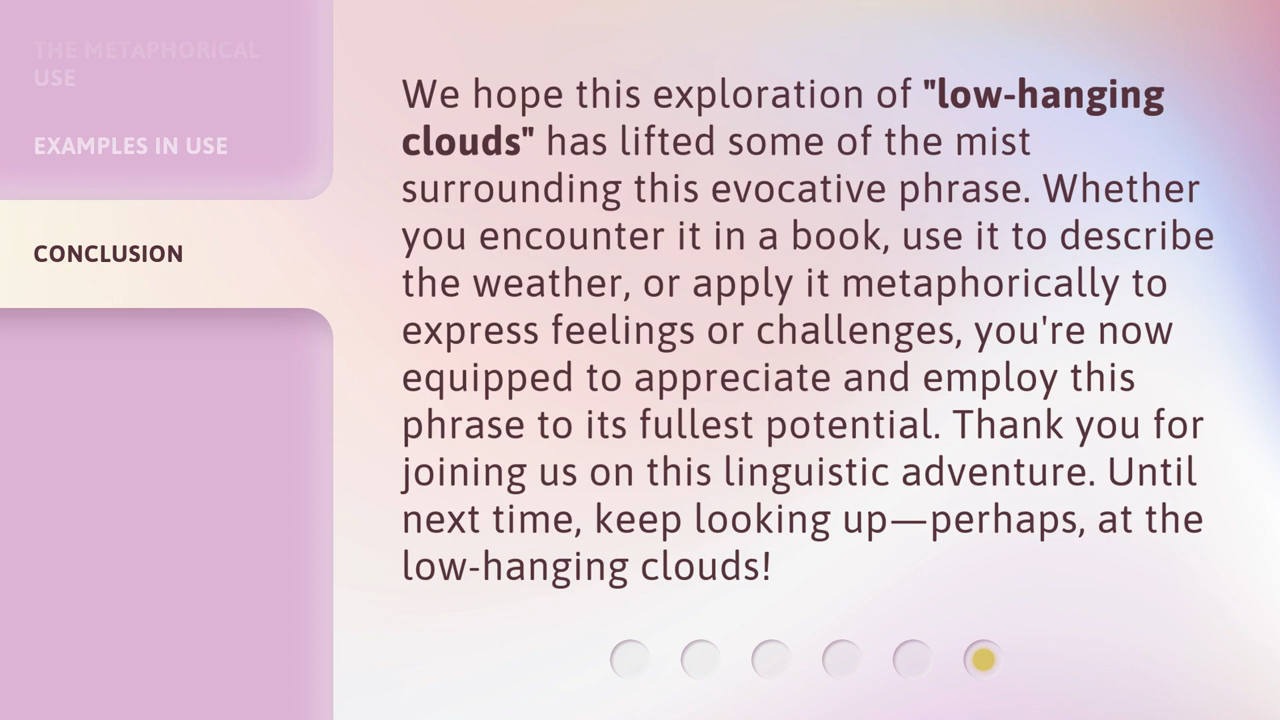 THE METAPHORICAL
USE
EXAMPLES IN USE
CONCLUSION
We hope this exploration of "low-hanging
clouds" has lifted some of the mist
surrounding this evocative phrase. Whether
you encounter it in a book, use it to describe
the weather, or apply it metaphorically to
express feelings or challenges, you're now
equipped to appreciate and employ this
phrase to its fullest potential. Thank you for
joining us on this linguistic adventure. Until
next time, keep looking up—perhaps, at the
low-hanging clouds!